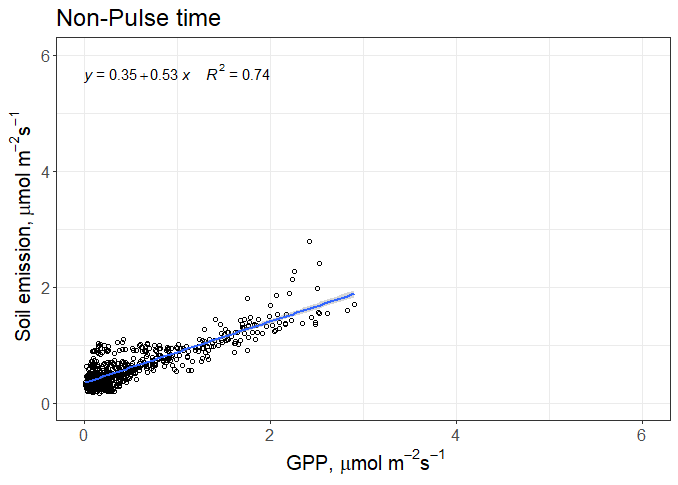 Non-Pulse time
y = 0.35+0.53 x R² = 0.74
6
4
2
0
Soil emission, μmol m⁻²s⁻¹
0 2 4 6
GPP, μmol m⁻²s⁻¹